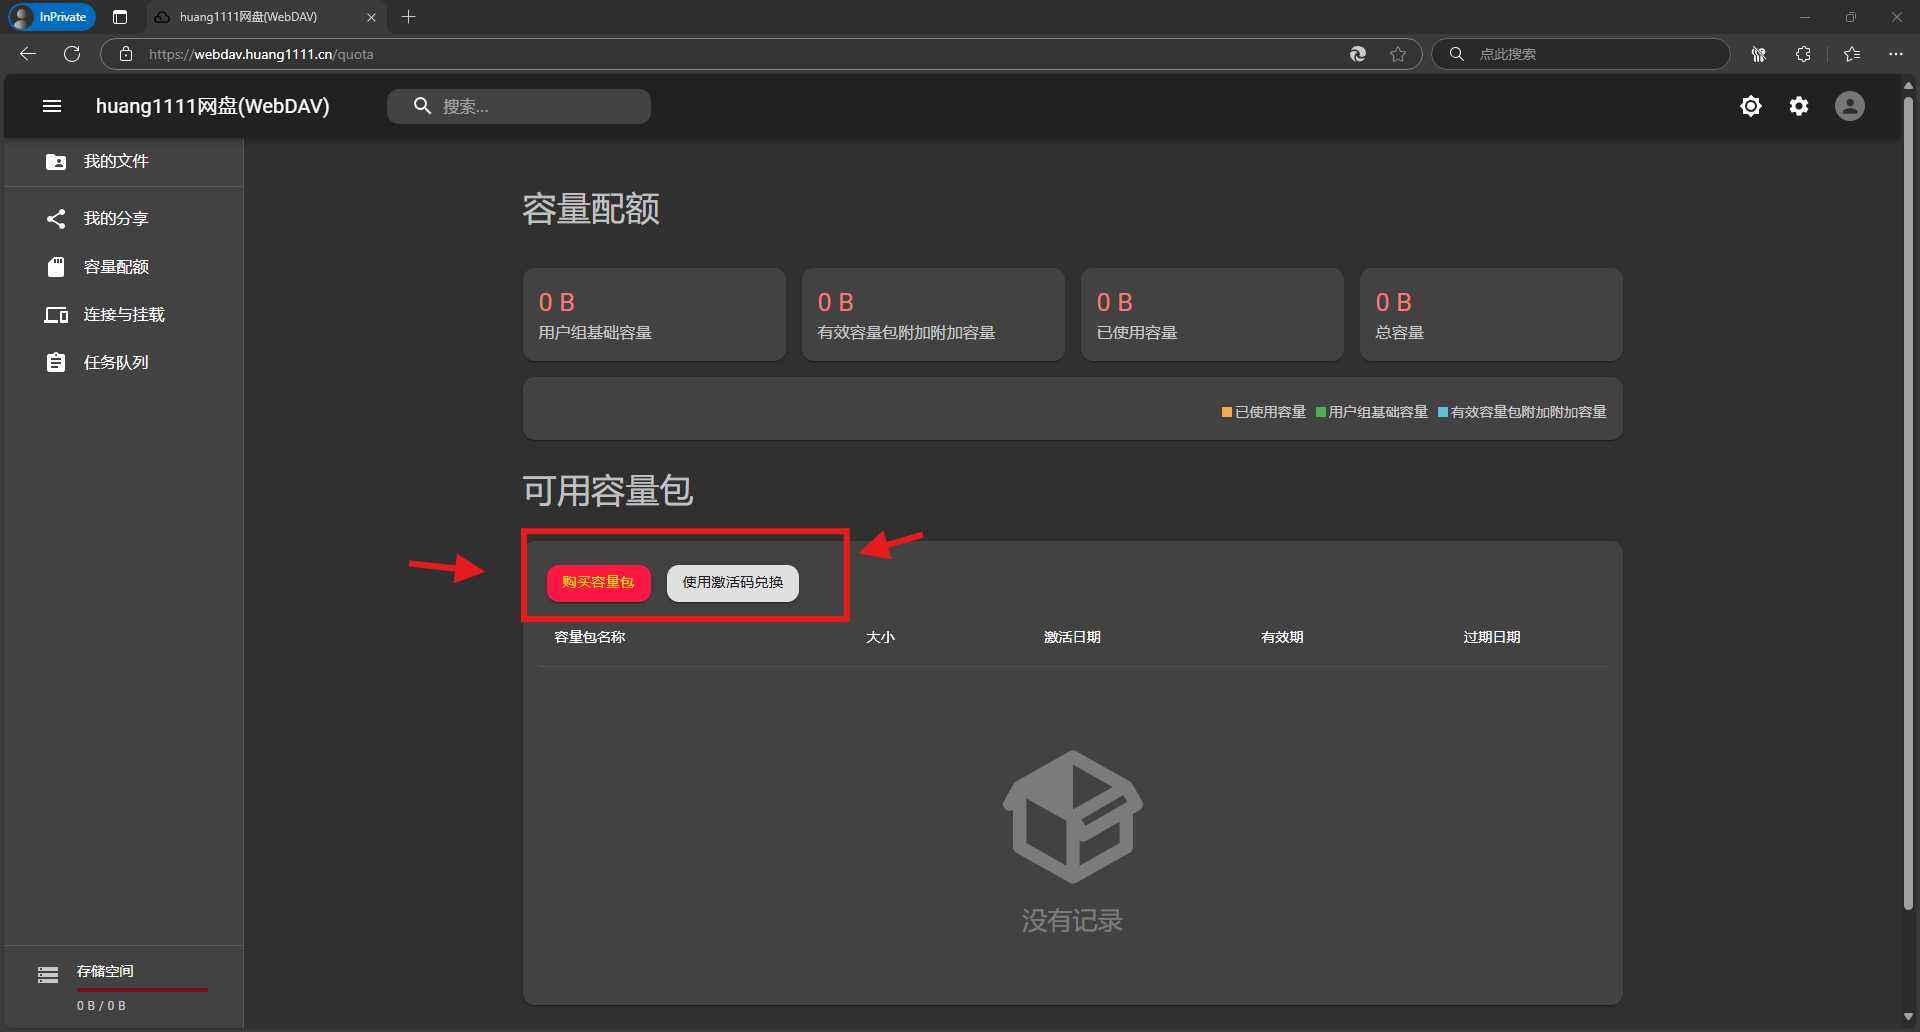 InPrivate
huang1111网盘(WebDAV)
https://webdav.huang1111.cn/quota
点此搜索
huang1111网盘(WebDAV)
搜索...
我的文件
我的分享
容量配额
连接与挂载
任务队列
存储空间
0 B / 0 B
容量配额
0 B
用户组基础容量
0 B
有效容量包附加附加容量
0 B
已使用容量
0 B
总容量
已使用容量 用户组基础容量 有效容量包附加附加容量
可用容量包
购买容量包 使用激活码兑换
容量包名称 大小 激活日期 有效期 过期日期
没有记录